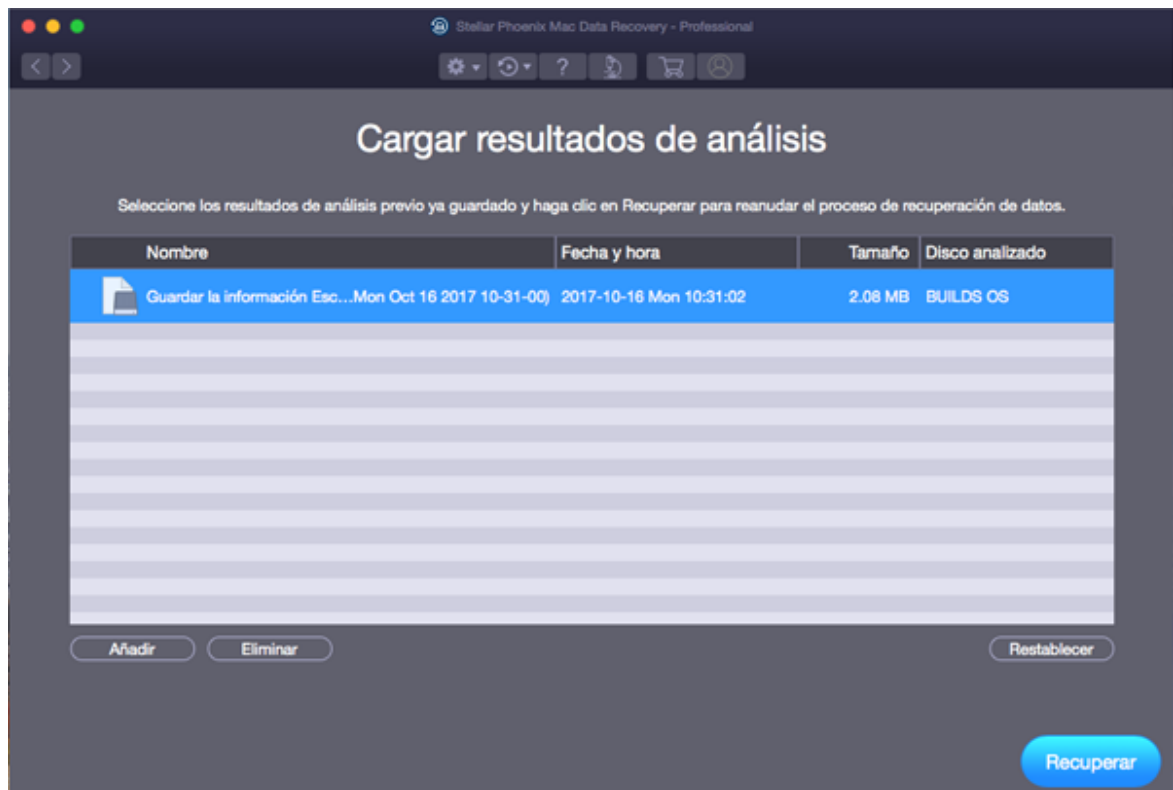 Stellar Phoenix Mac Data Recovery - Professional
Cargar resultados de análisis
Seleccione los resultados de análisis previo ya guardado y haga clic en Recuperar para reanudar el proceso de recuperación de datos.
Nombre Fecha y hora Tamaño Disco analizado
Guardar la información Esc...Mon Oct 16 2017 10-31-00) 2017-10-16 Mon 10:31:02 2.08 MB BUILDS OS
Añadir Eliminar Restablecer
Recuperar